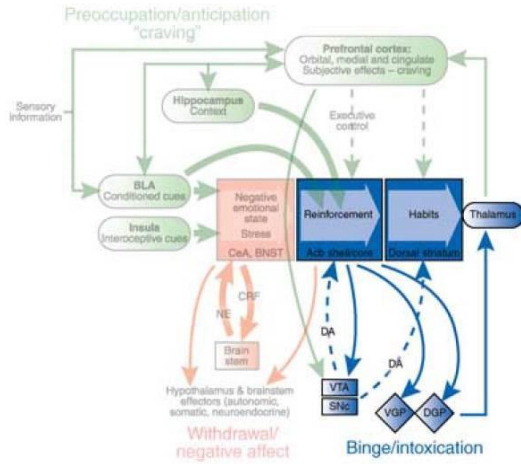 Preoccupation/anticipation
"craving"
Prefrontal cortex:
Orbital, medial and cingulate
Subjective effects – craving
Hippocampus
Context
Sensory
information
Executive
control
BLA
Conditioned cues
Insula
Interoceptive cues
Negative
emotional
state
Stress
CeA, BNST
Reinforcement
Acb shell/core
Habits
Dorsal striatum
Thalamus
NE
CRF
Brain
stem
DA
DA
VTA
SNc
VGP
DGP
Hypothalamus & brainstem
effectors (autonomic,
somatic, neuroendocrine)
Withdrawal/
negative affect
Binge/intoxication